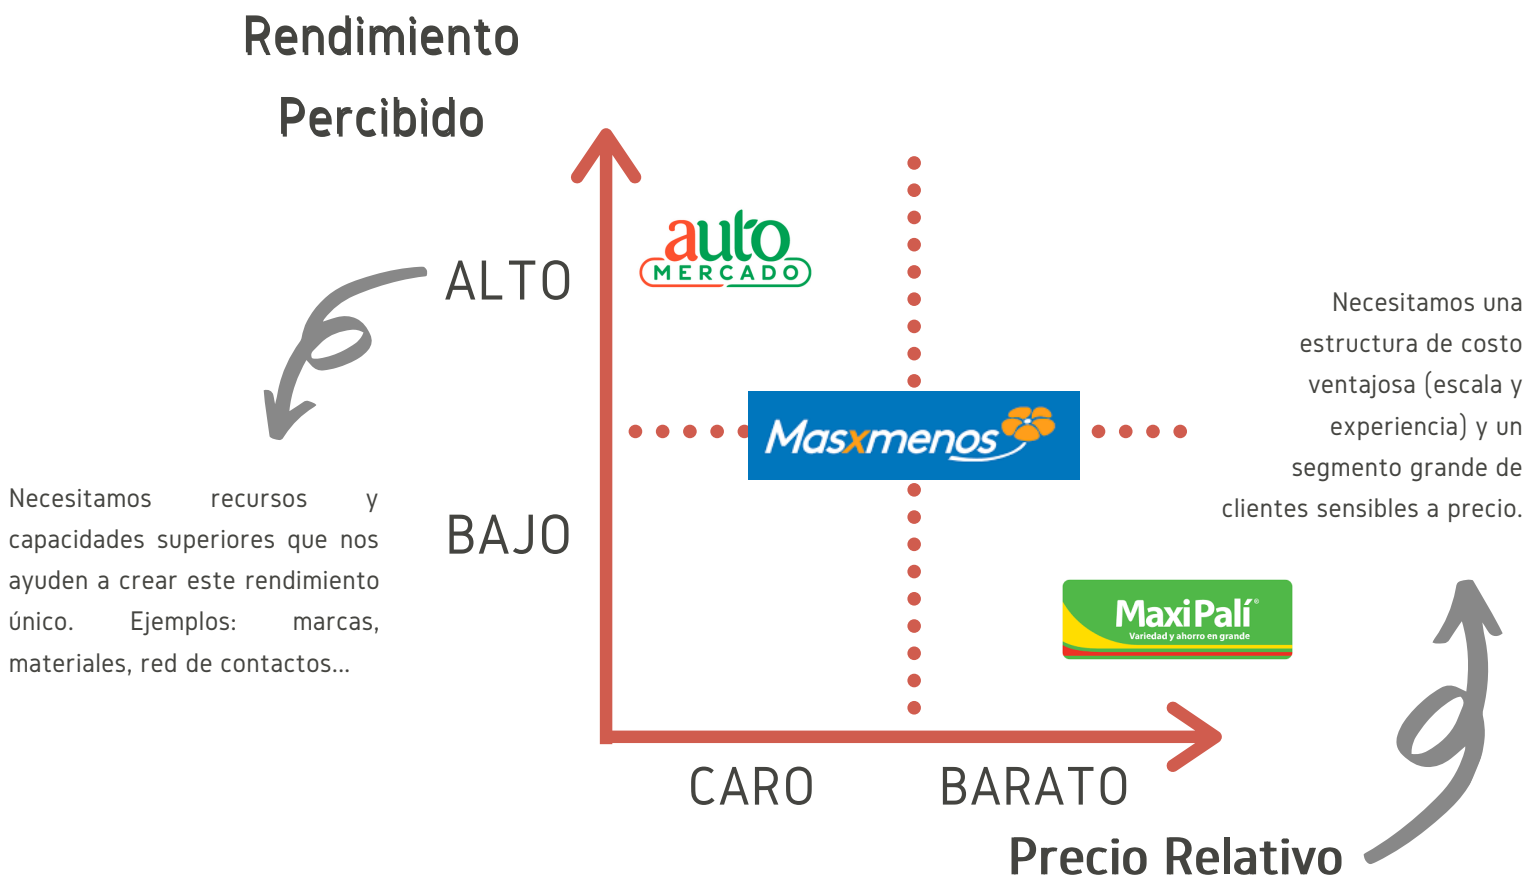 Rendimiento
Percibido
auto
MERCADO
ALTO
Necesitamos una
estructura de costo
ventajosa (escala y
experiencia) y un
segmento grande de
clientes sensibles a precio.
Masxmenos
Necesitamos recursos y
capacidades superiores que nos
ayuden a crear este rendimiento
único. Ejemplos: marcas,
materiales, red de contactos...
BAJO
MaxiPalí®
Variedad y ahorro en grande
CARO
BARATO
Precio Relativo